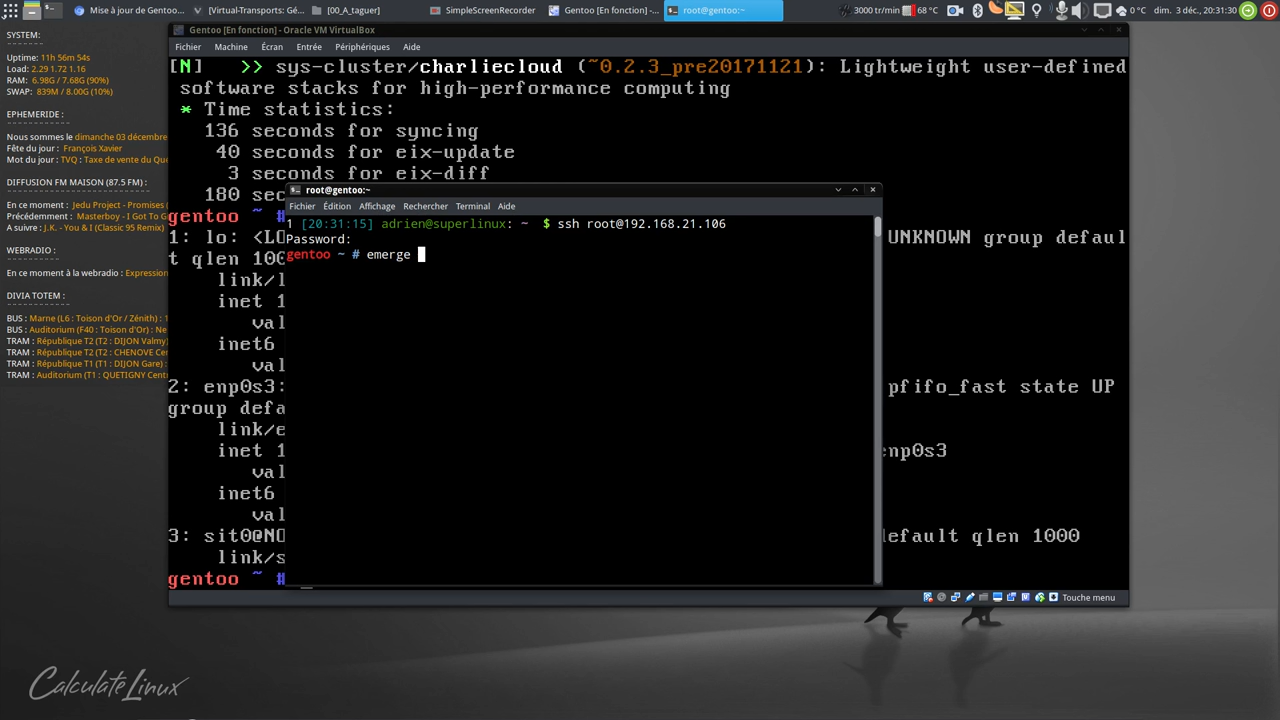 Mise à jour de Gentoo...
[Virtual-Transports: Gé...
[00_A_taguer]
SimpleScreenRecorder
Gentoo [En fonction] -...
root@gentoo:~
3000 tr/min
68 °C
0 °C
dim. 3 déc., 20:31:30
SYSTEM:
Uptime: 11h 56m 54s
Load: 2.29 1.72 1.16
RAM: 6.98G / 7.68G (90%)
SWAP: 839M / 8.00G (10%)
EPHEMERIDE :
Nous sommes le dimanche 03 décembre
Fête du jour : François Xavier
Mot du jour : TVQ : Taxe de vente du Qué
DIFFUSION FM MAISON (87.5 FM) :
En ce moment : Jedu Project - Promises (
Précédemment : Masterboy - I Got To G
A suivre : J.K. - You & I (Classic 95 Remix)
WEBRADIO :
En ce moment à la webradio : Expression
DIVIA TOTEM :
BUS : Marne (L6 : Toison d'Or / Zénith) : 1
BUS : Auditorium (F40 : Toison d'Or) : Ne
TRAM : République T2 (T2 : DIJON Valmy)
TRAM : République T2 (T2 : CHENOVE Cen
TRAM : République T1 (T1 : DIJON Gare) :
TRAM : Auditorium (T1 : QUETIGNY Centr
Gentoo [En fonction] - Oracle VM VirtualBox
Fichier Machine Écran Entrée Périphériques Aide
[N] >> sys-cluster/charliecloud (~0.2.3_pre20171121): Lightweight user-defined
software stacks for high-performance computing
* Time statistics:
136 seconds for syncing
40 seconds for eix-update
3 seconds for eix-diff
180 sec
gentoo ~ #
1: lo: <LO UNKNOWN group defaul
t qlen 100
link/l
inet 1
val
inet6
val
2: enp0s3: pfifo_fast state UP
group defa
link/e
inet 1 enp0s3
val
inet6
val
3: sit0@NO default qlen 1000
link/s
gentoo ~ #
root@gentoo:~
Fichier Édition Affichage Rechercher Terminal Aide
1 [20:31:15] adrien@superlinux: ~ $ ssh root@192.168.21.106
Password:
gentoo ~ # emerge
Touche menu
Calculate Linux